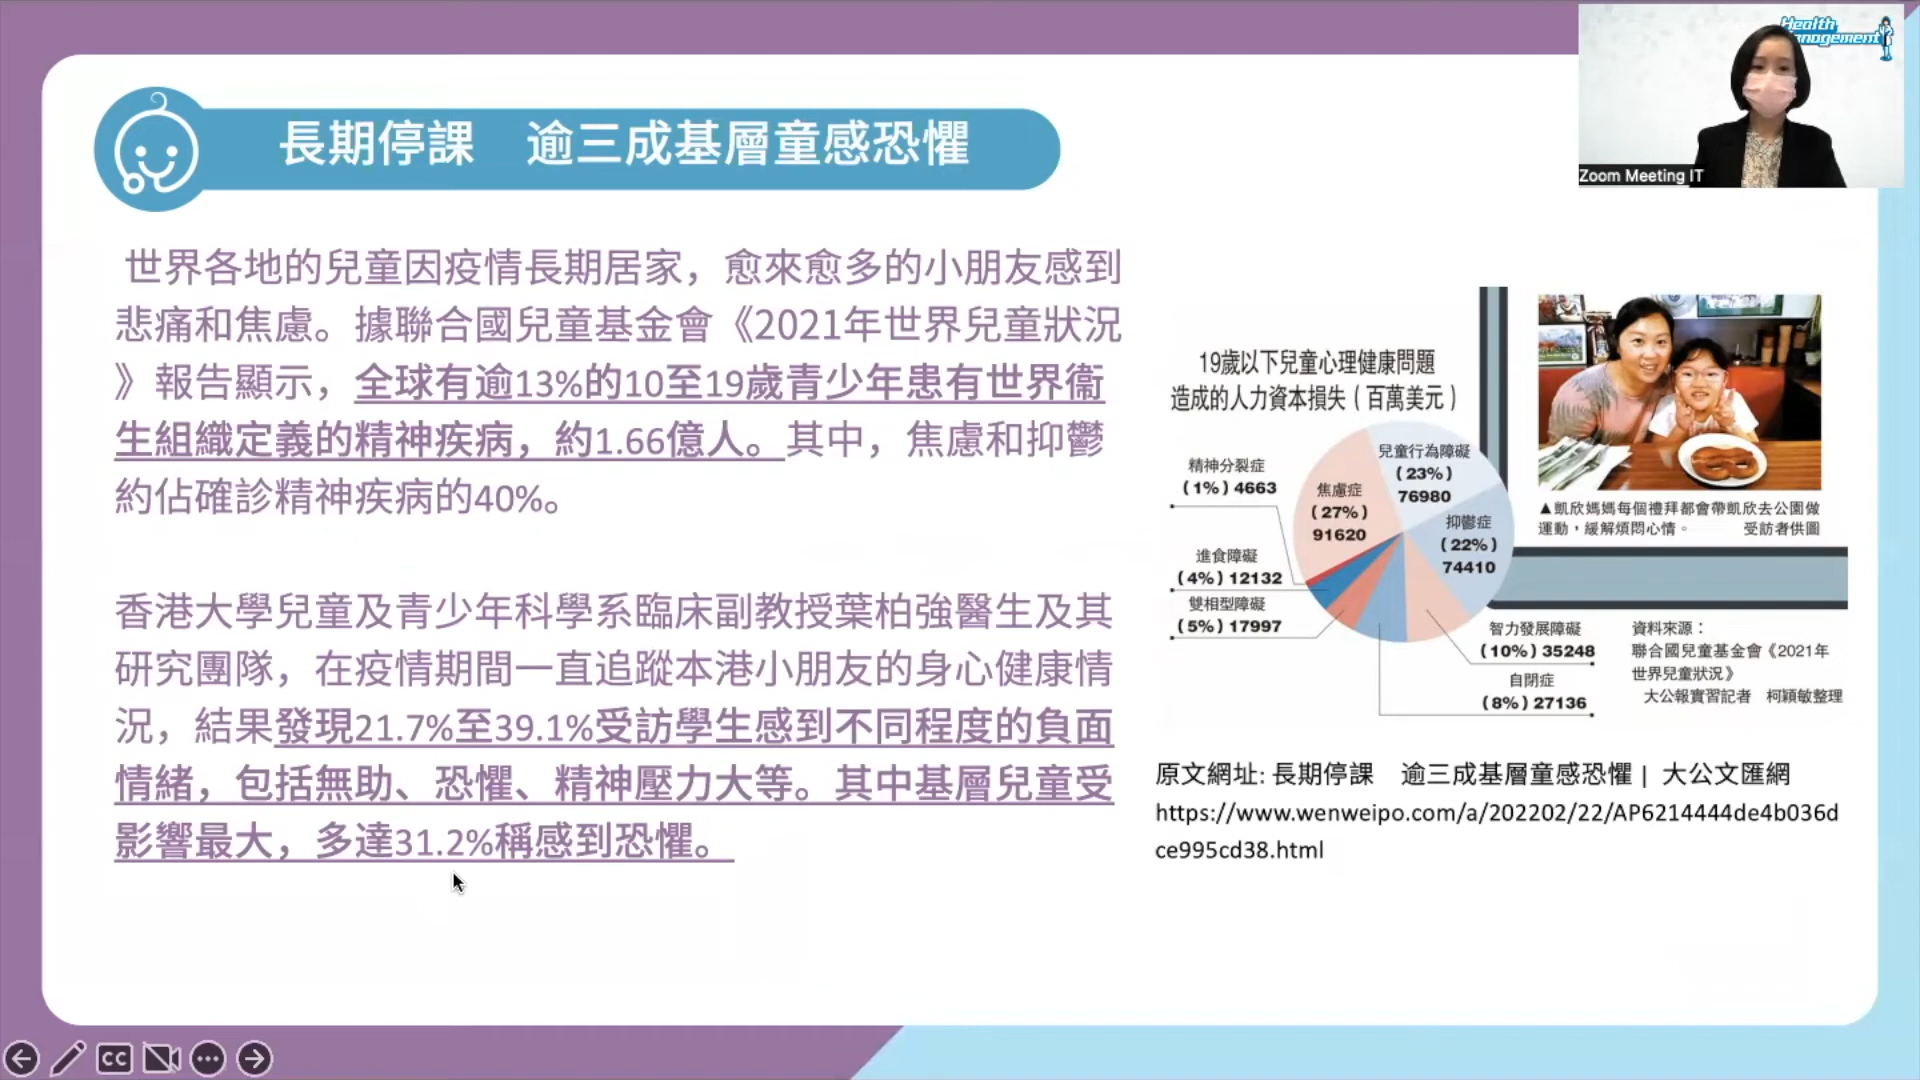 Health
Management
Zoom Meeting IT
長期停課　逾三成基層童感恐懼
世界各地的兒童因疫情長期居家，愈來愈多的小朋友感到
悲痛和焦慮。據聯合國兒童基金會《2021年世界兒童狀況
》報告顯示，全球有逾13%的10至19歲青少年患有世界衞
生組織定義的精神疾病，約1.66億人。其中，焦慮和抑鬱
約佔確診精神疾病的40%。
香港大學兒童及青少年科學系臨床副教授葉柏強醫生及其
研究團隊，在疫情期間一直追蹤本港小朋友的身心健康情
況，結果發現21.7%至39.1%受訪學生感到不同程度的負面
情緒，包括無助、恐懼、精神壓力大等。其中基層兒童受
影響最大，多達31.2%稱感到恐懼。
19歲以下兒童心理健康問題
造成的人力資本損失（百萬美元）
兒童行為障礙
(23%)
76980
抑鬱症
(22%)
74410
智力發展障礙
(10%) 35248
自閉症
(8%) 27136
雙相型障礙
(5%) 17997
進食障礙
(4%) 12132
精神分裂症
(1%) 4663
焦慮症
(27%)
91620
▲凱欣媽媽每個禮拜都會帶凱欣去公園做
運動，緩解煩悶心情。　受訪者供圖
資料來源：
聯合國兒童基金會《2021年
世界兒童狀況》
大公報實習記者　柯穎敏整理
原文網址: 長期停課　逾三成基層童感恐懼 | 大公文匯網
https://www.wenweipo.com/a/202202/22/AP6214444de4b036d
ce995cd38.html
CC